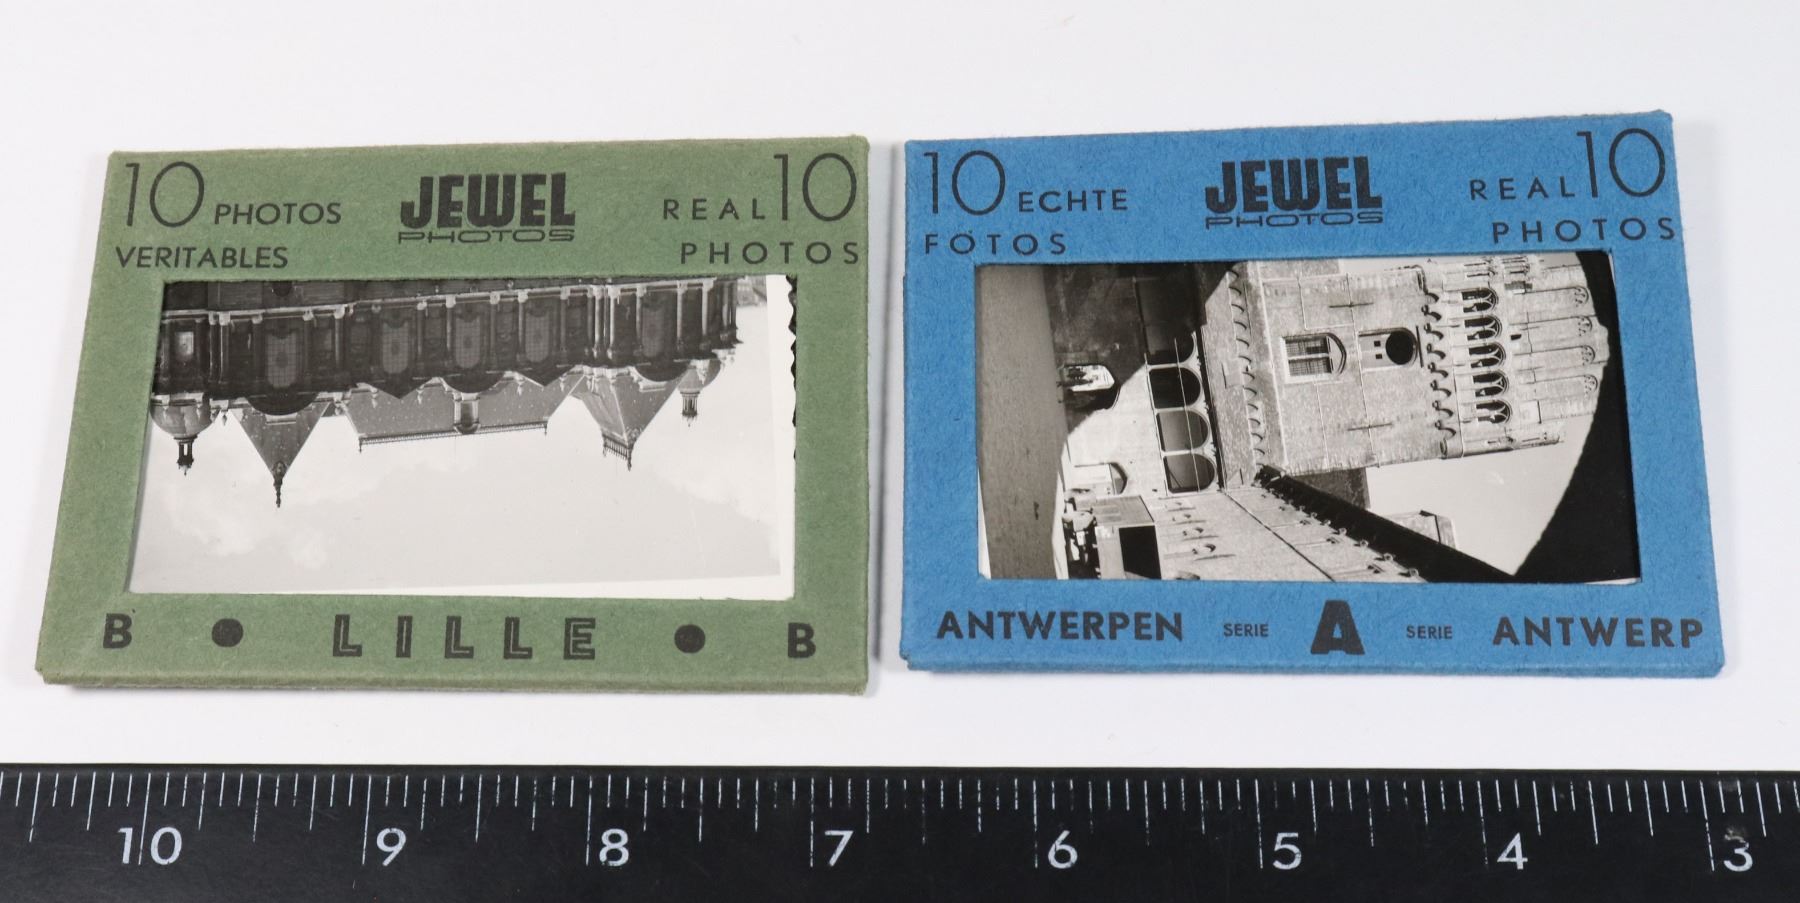 10 PHOTOS VERITABLES
JEWEL
PHOTOS
REAL 10 PHOTOS
B • LILLE • B
10 ECHTE FOTOS
JEWEL
PHOTOS
REAL 10 PHOTOS
ANTWERPEN SERIE A SERIE ANTWERP
10 9 8 7 6 5 4 3